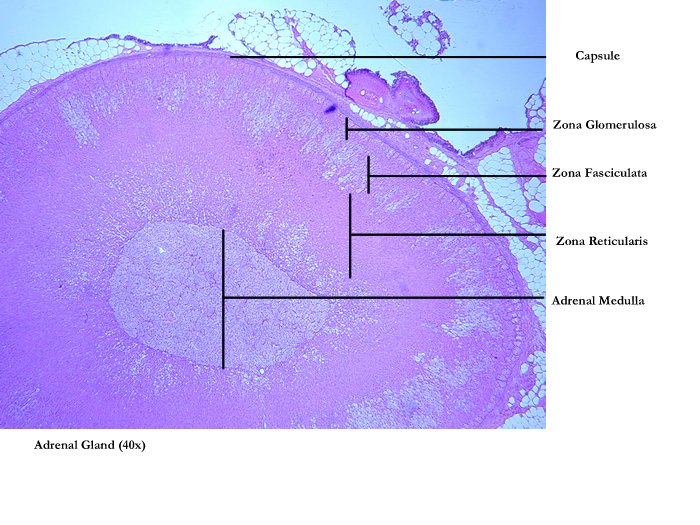 Capsule
Zona Glomerulosa
Zona Fasciculata
Zona Reticularis
Adrenal Medulla
Adrenal Gland (40x)